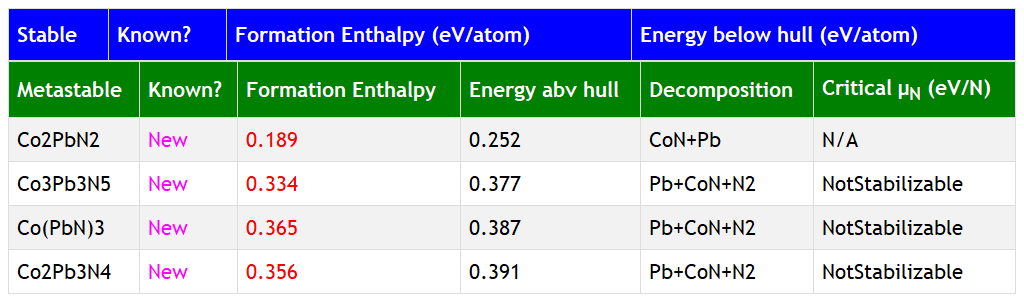 Stable Known? Formation Enthalpy (eV/atom) Energy below hull (eV/atom)
Metastable Known? Formation Enthalpy Energy abv hull Decomposition Critical μN (eV/N)
Co2PbN2 New 0.189 0.252 CoN+Pb N/A
Co3Pb3N5 New 0.334 0.377 Pb+CoN+N2 NotStabilizable
Co(PbN)3 New 0.365 0.387 Pb+CoN+N2 NotStabilizable
Co2Pb3N4 New 0.356 0.391 Pb+CoN+N2 NotStabilizable